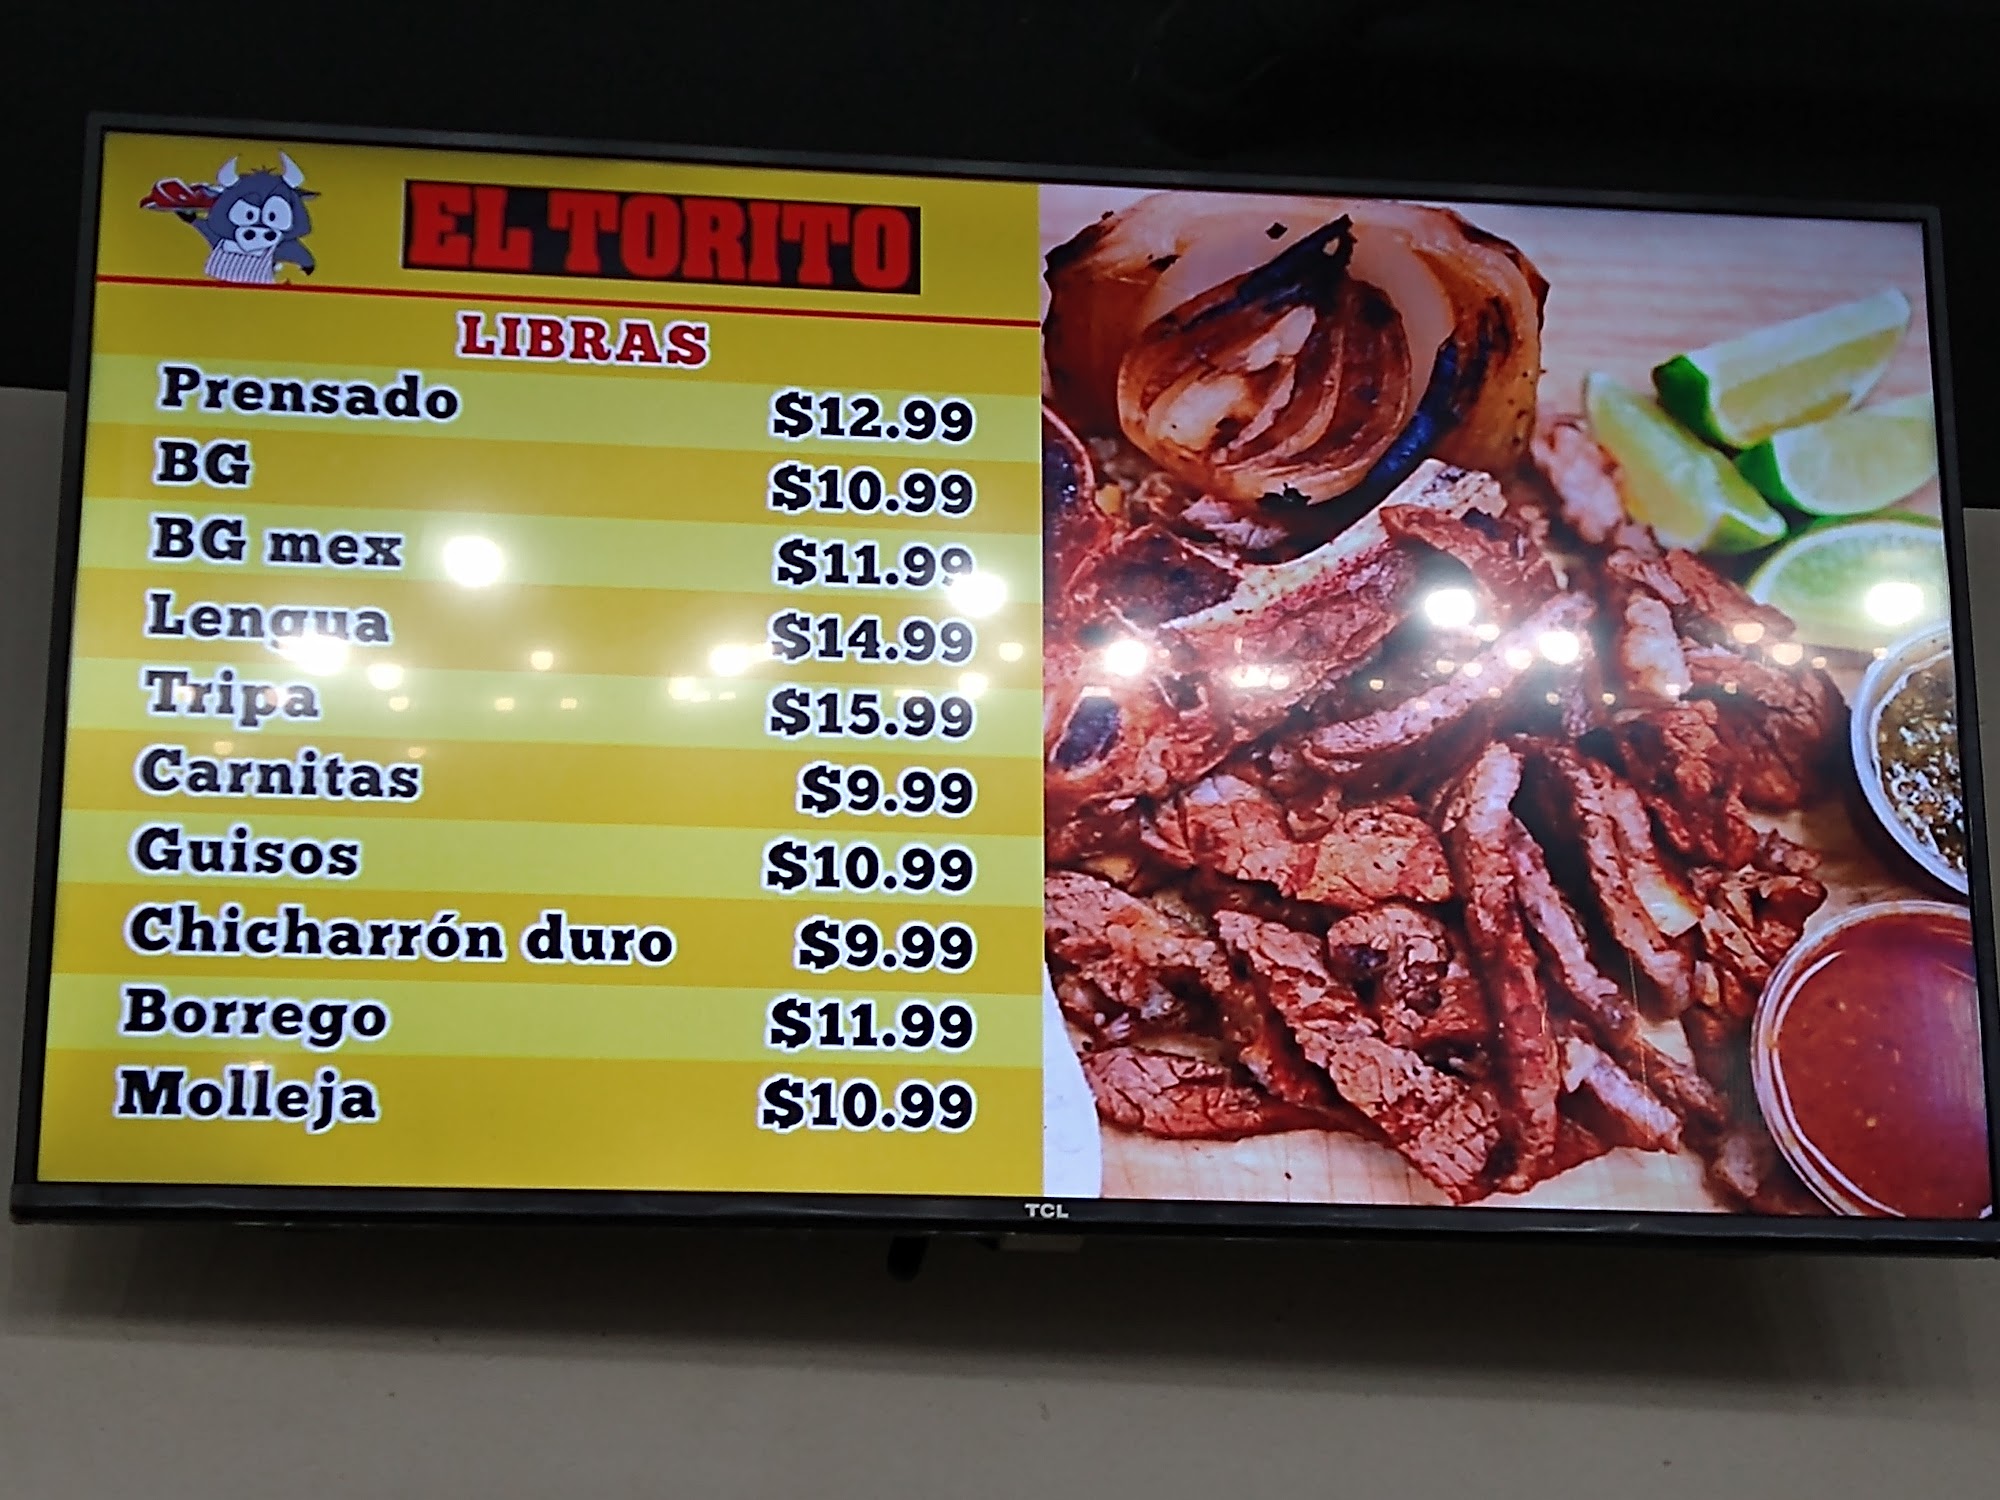 EL TORITO
LIBRAS
Prensado $12.99
BG $10.99
BG mex $11.99
Lengua $14.99
Tripa $15.99
Carnitas $9.99
Guisos $10.99
Chicharrón duro $9.99
Borrego $11.99
Molleja $10.99
TCL